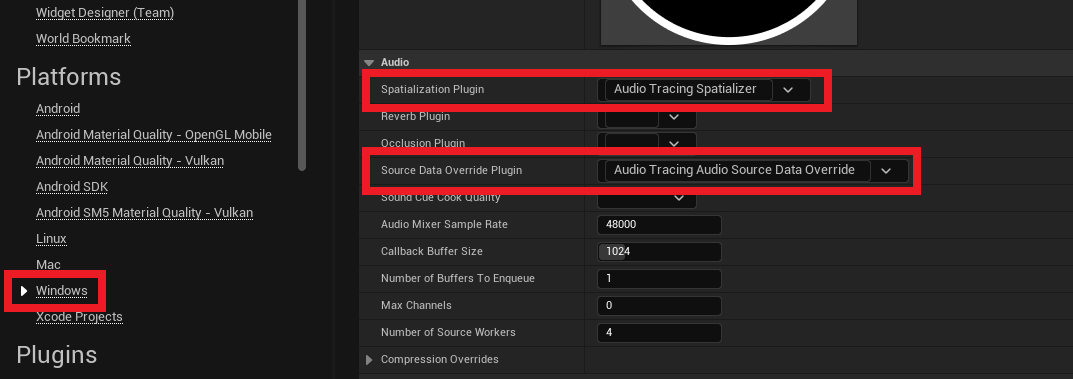 Widget Designer (Team)
World Bookmark
Platforms
Android
Android Material Quality - OpenGL Mobile
Android Material Quality - Vulkan
Android SDK
Android SM5 Material Quality - Vulkan
Linux
Mac
Windows
Xcode Projects
Plugins
Audio
Spatialization Plugin Audio Tracing Spatializer
Reverb Plugin
Occlusion Plugin
Source Data Override Plugin Audio Tracing Audio Source Data Override
Sound Cue Cook Quality
Audio Mixer Sample Rate 48000
Callback Buffer Size 1024
Number of Buffers To Enqueue 1
Max Channels 0
Number of Source Workers 4
Compression Overrides